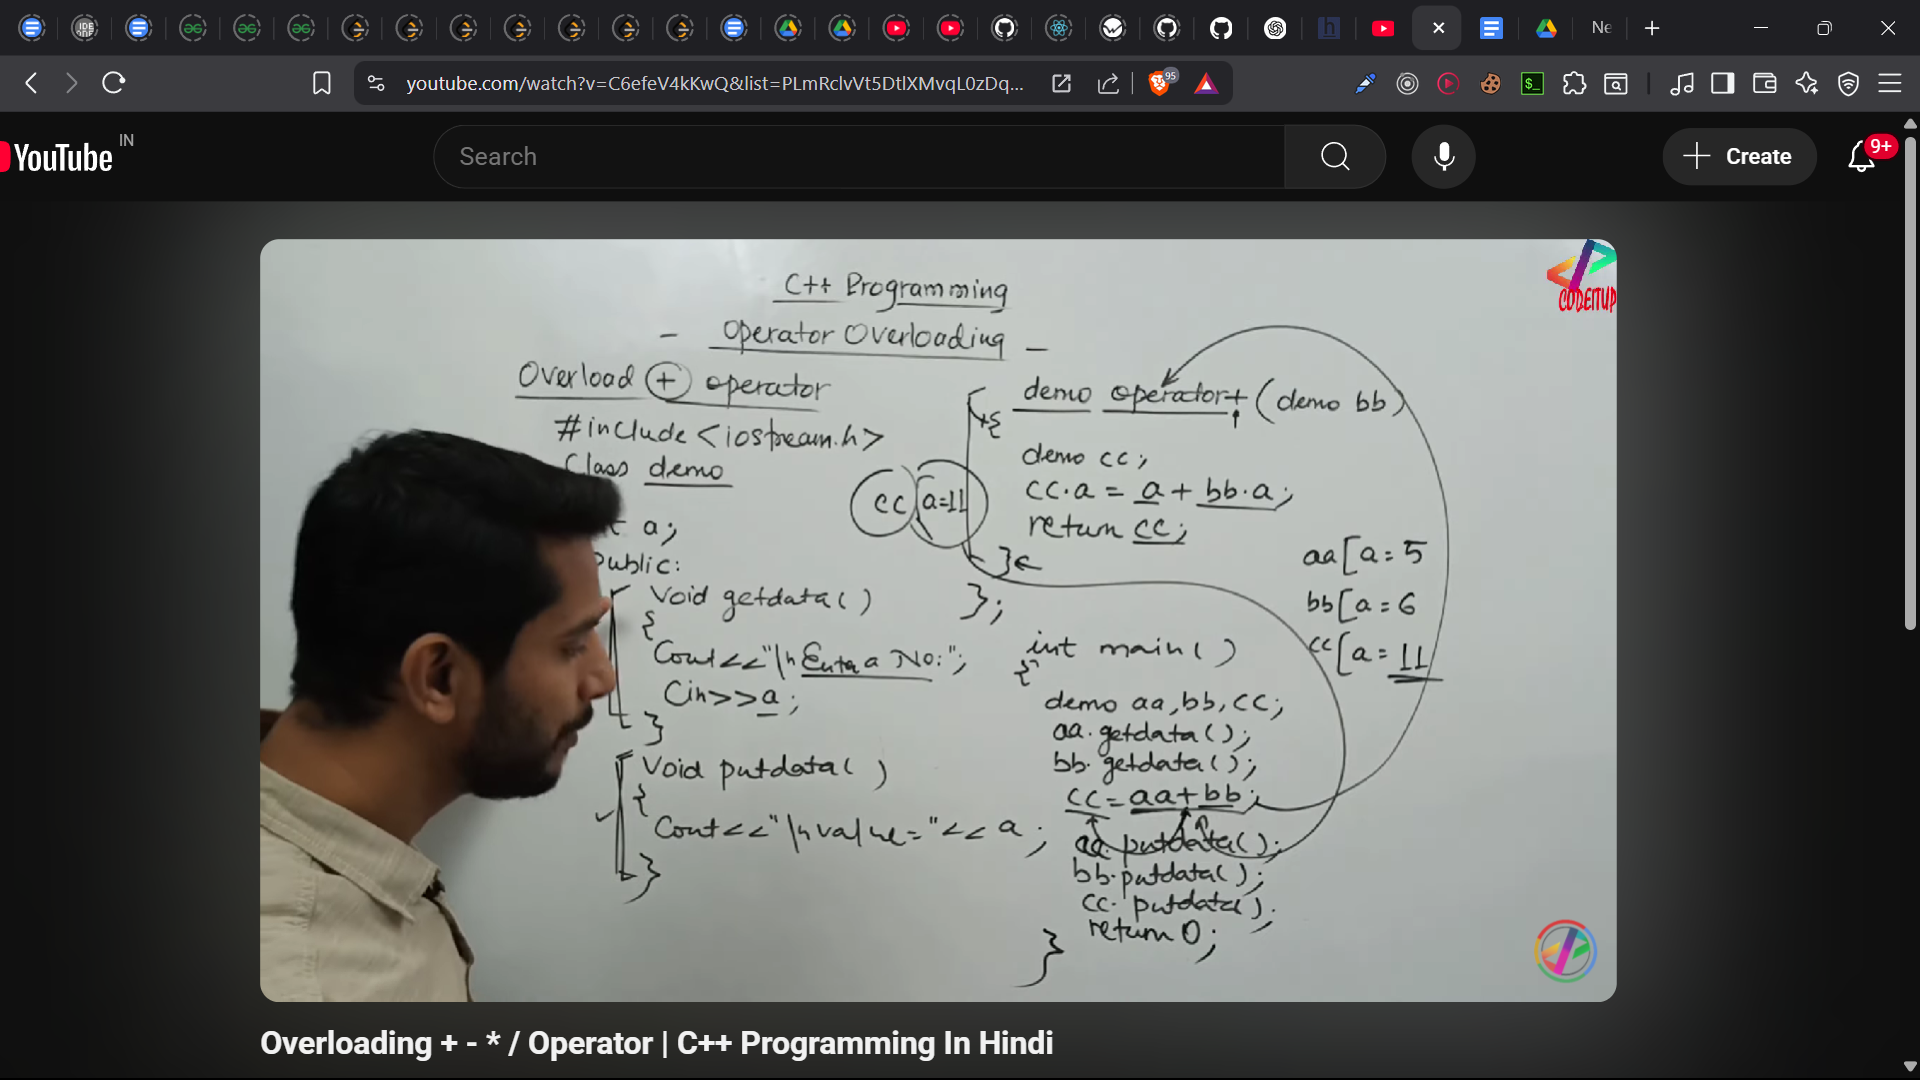 Ne
youtube.com/watch?v=C6efeV4kKwQ&list=PLmRclvVt5DtlXMvqL0zDq...
95
YouTube IN
Search
Create
9+
C++ Programming
- Operator Overloading -
Overload + operator
#include <iostream.h>
Class demo
a;
public:
Void getdata()
{
Cout<<"\n Enter a No:";
Cin>>a;
}
Void putdata( )
{
Cout<<"\n value="<< a;
}
demo operator+ (demo bb)
{
demo cc;
cc.a = a + bb.a;
return cc;
}
};
cc a=11
int main( )
{
demo aa,bb,cc;
aa.getdata();
bb.getdata();
cc=aa+bb;
aa.putdata();
bb.putdata();
cc.putdata();
return 0;
}
aa[a=5
bb[a=6
cc[a=11
CODEITUP
Overloading + - * / Operator | C++ Programming In Hindi